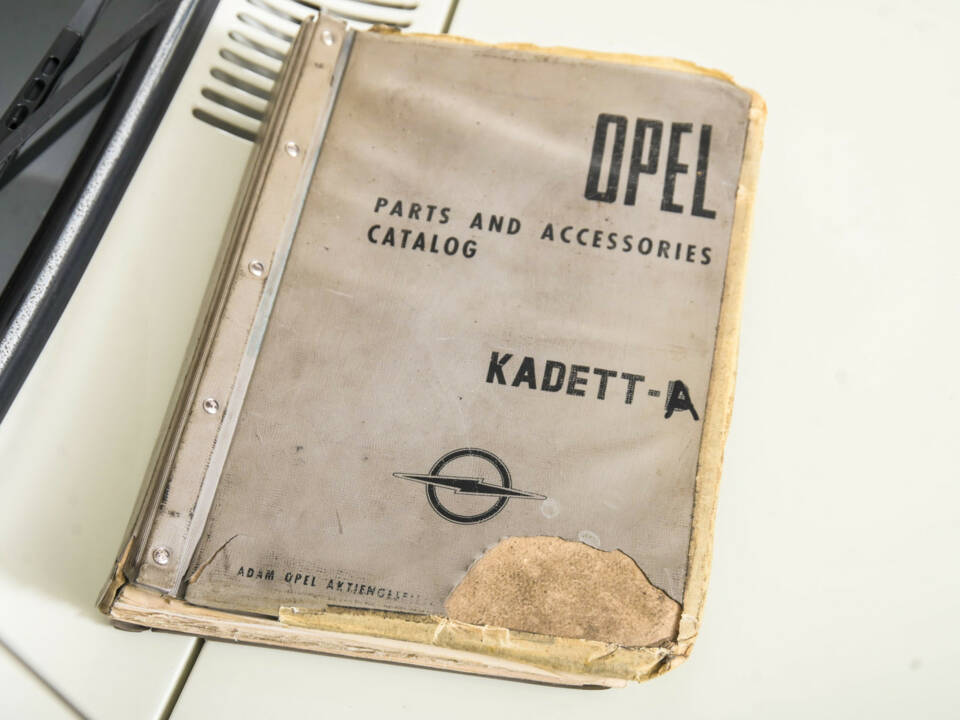 OPEL
PARTS AND ACCESSORIES
CATALOG
KADETT-A
ADAM OPEL